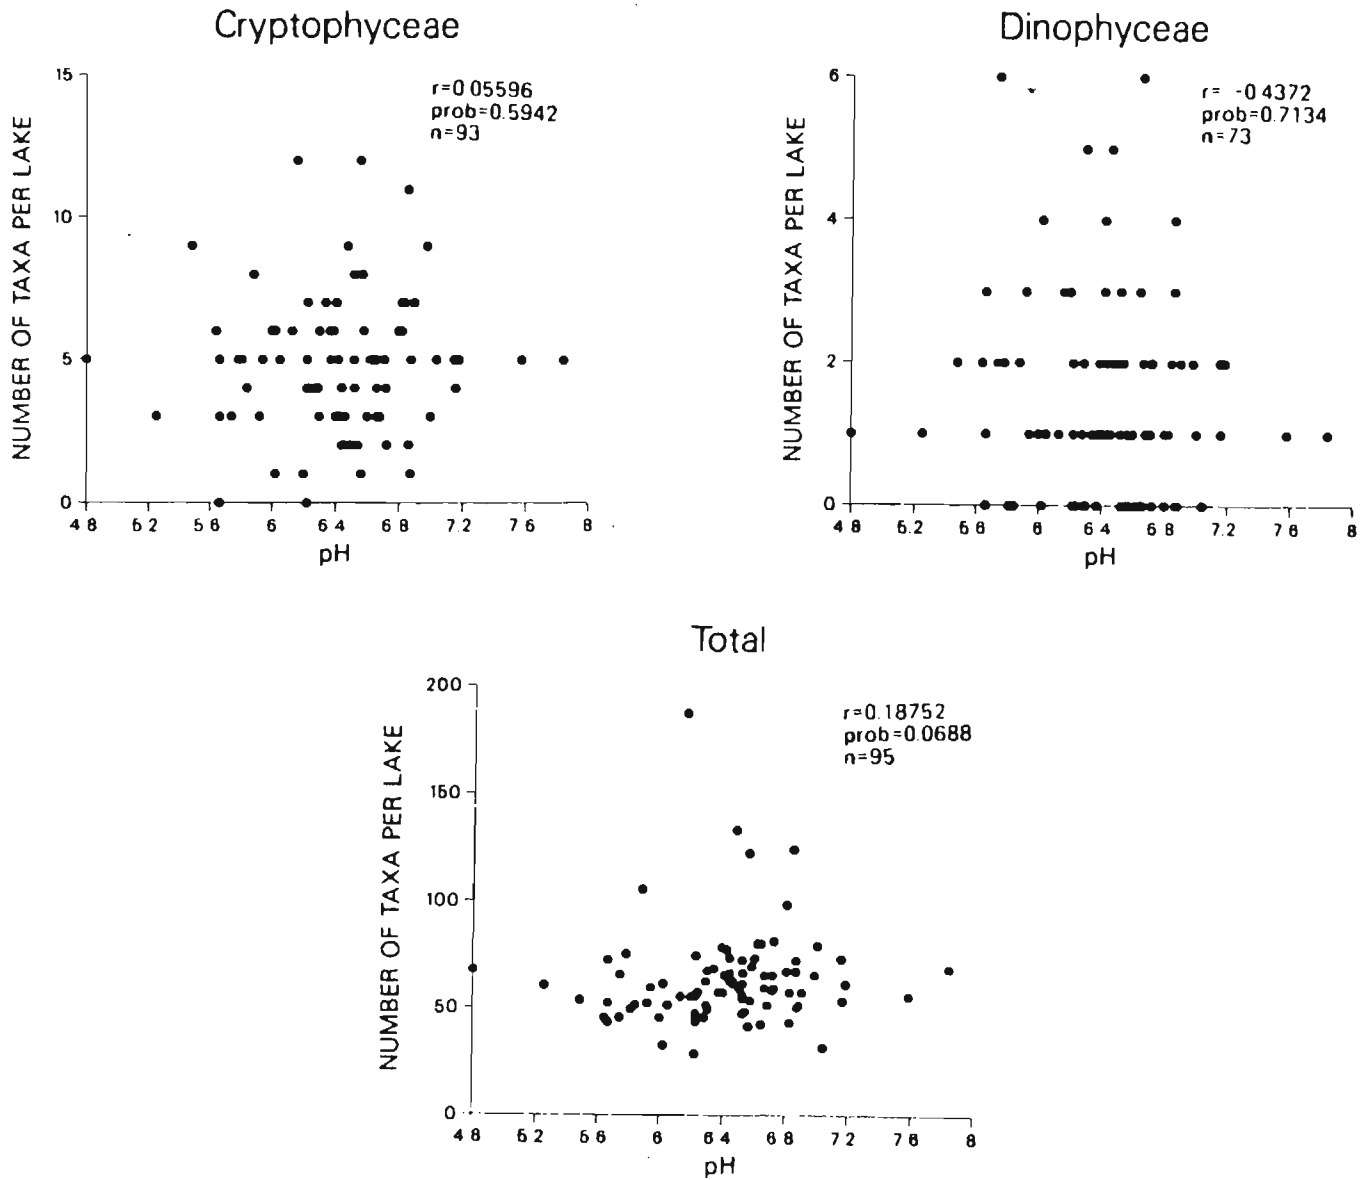 Cryptophyceae
NUMBER OF TAXA PER LAKE
15
10
5
0
r=0.05596
prob=0.5942
n=93
4 8 5 2 5 6 6 6 4 6 8 7 2 7 6 8
pH
Dinophyceae
NUMBER OF TAXA PER LAKE
6
4
2
0
r= -0.4372
prob=0.7134
n=73
4 8 5.2 5 6 6 6 4 6 8 7.2 7 6 8
pH
Total
NUMBER OF TAXA PER LAKE
200
150
100
50
0
r=0.18752
prob=0.0688
n=95
4 8 5 2 5 6 6 6 4 6 8 7 2 7 6 8
pH